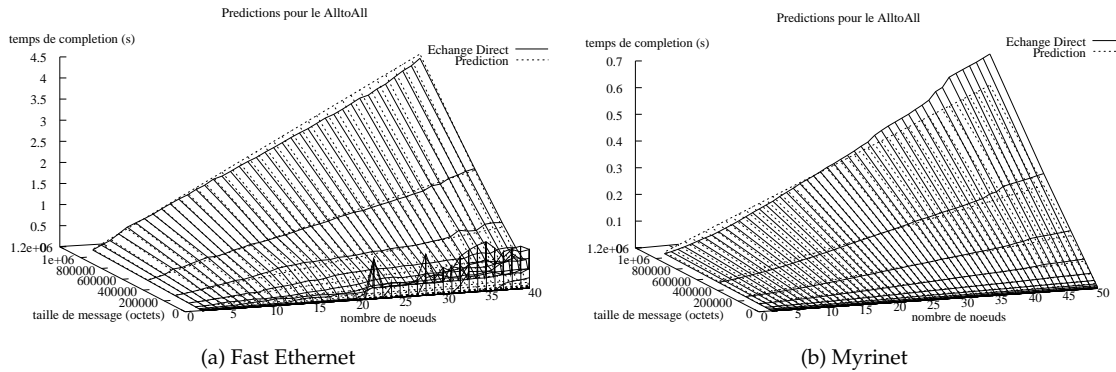 Predictions pour le AlltoAll
temps de completion (s)
Echange Direct
Prediction
4.5
4
3.5
3
2.5
2
1.5
1
0.5
0
1.2e+06
1e+06
800000
600000
400000
200000
0
taille de message (octets)
0
5
10
15
20
25
30
35
40
nombre de noeuds
(a) Fast Ethernet
Predictions pour le AlltoAll
temps de completion (s)
Echange Direct
Prediction
0.7
0.6
0.5
0.4
0.3
0.2
0.1
0
1.2e+06
1e+06
800000
600000
400000
200000
0
taille de message (octets)
0
5
10
15
20
25
30
35
40
45
50
nombre de noeuds
(b) Myrinet